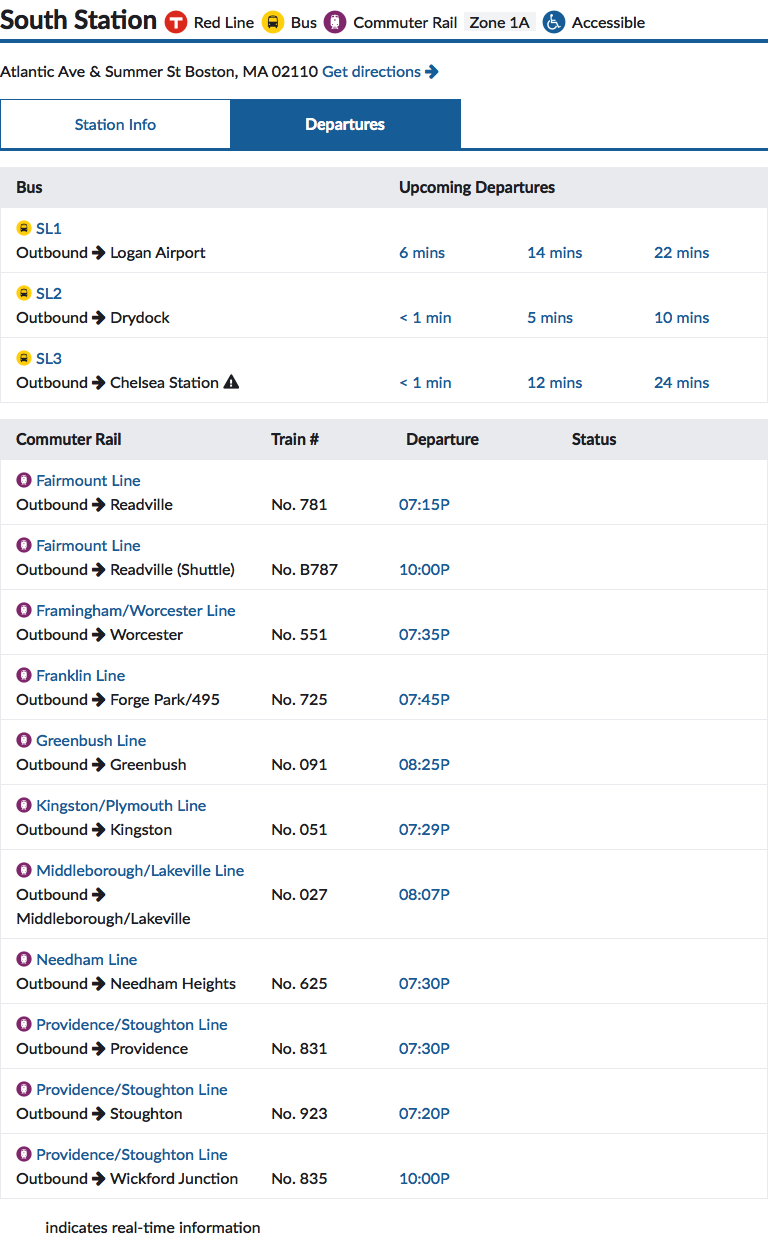 South Station T Red Line Bus Commuter Rail Zone 1A Accessible
Atlantic Ave & Summer St Boston, MA 02110 Get directions
Station Info Departures
Bus Upcoming Departures
SL1
Outbound Logan Airport 6 mins 14 mins 22 mins
SL2
Outbound Drydock < 1 min 5 mins 10 mins
SL3
Outbound Chelsea Station < 1 min 12 mins 24 mins
Commuter Rail Train # Departure Status
Fairmount Line
Outbound Readville No. 781 07:15P
Fairmount Line
Outbound Readville (Shuttle) No. B787 10:00P
Framingham/Worcester Line
Outbound Worcester No. 551 07:35P
Franklin Line
Outbound Forge Park/495 No. 725 07:45P
Greenbush Line
Outbound Greenbush No. 091 08:25P
Kingston/Plymouth Line
Outbound Kingston No. 051 07:29P
Middleborough/Lakeville Line
Outbound No. 027 08:07P
Middleborough/Lakeville
Needham Line
Outbound Needham Heights No. 625 07:30P
Providence/Stoughton Line
Outbound Providence No. 831 07:30P
Providence/Stoughton Line
Outbound Stoughton No. 923 07:20P
Providence/Stoughton Line
Outbound Wickford Junction No. 835 10:00P
indicates real-time information